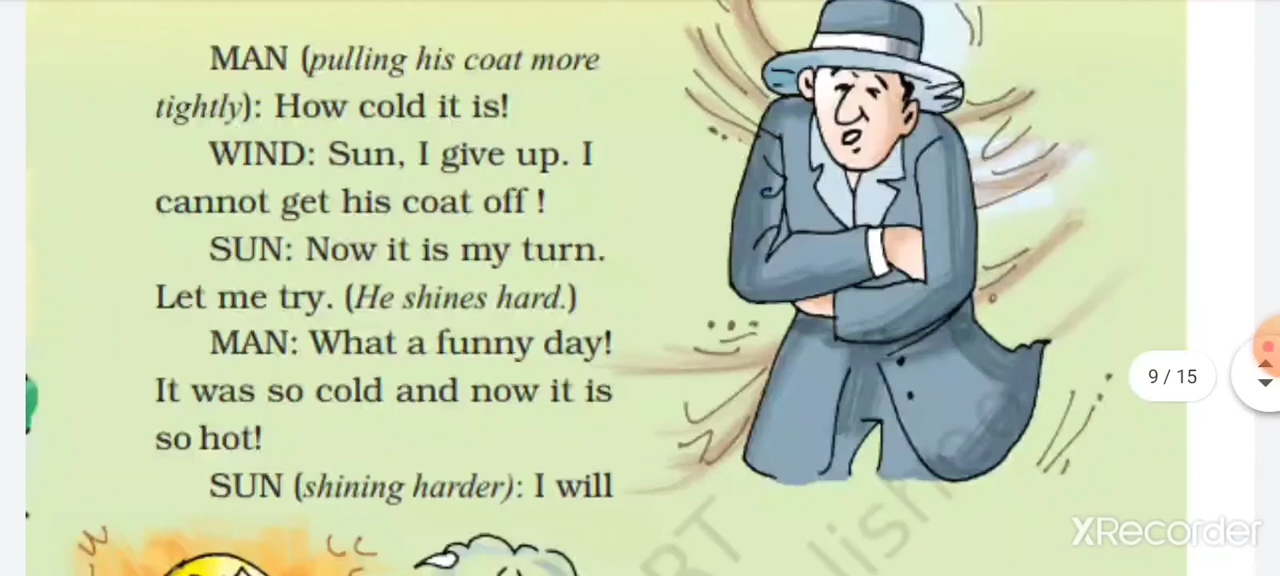 MAN (pulling his coat more
tightly): How cold it is!
WIND: Sun, I give up. I
cannot get his coat off !
SUN: Now it is my turn.
Let me try. (He shines hard.)
MAN: What a funny day!
It was so cold and now it is
so hot!
SUN (shining harder): I will
9 / 15
XRecorder